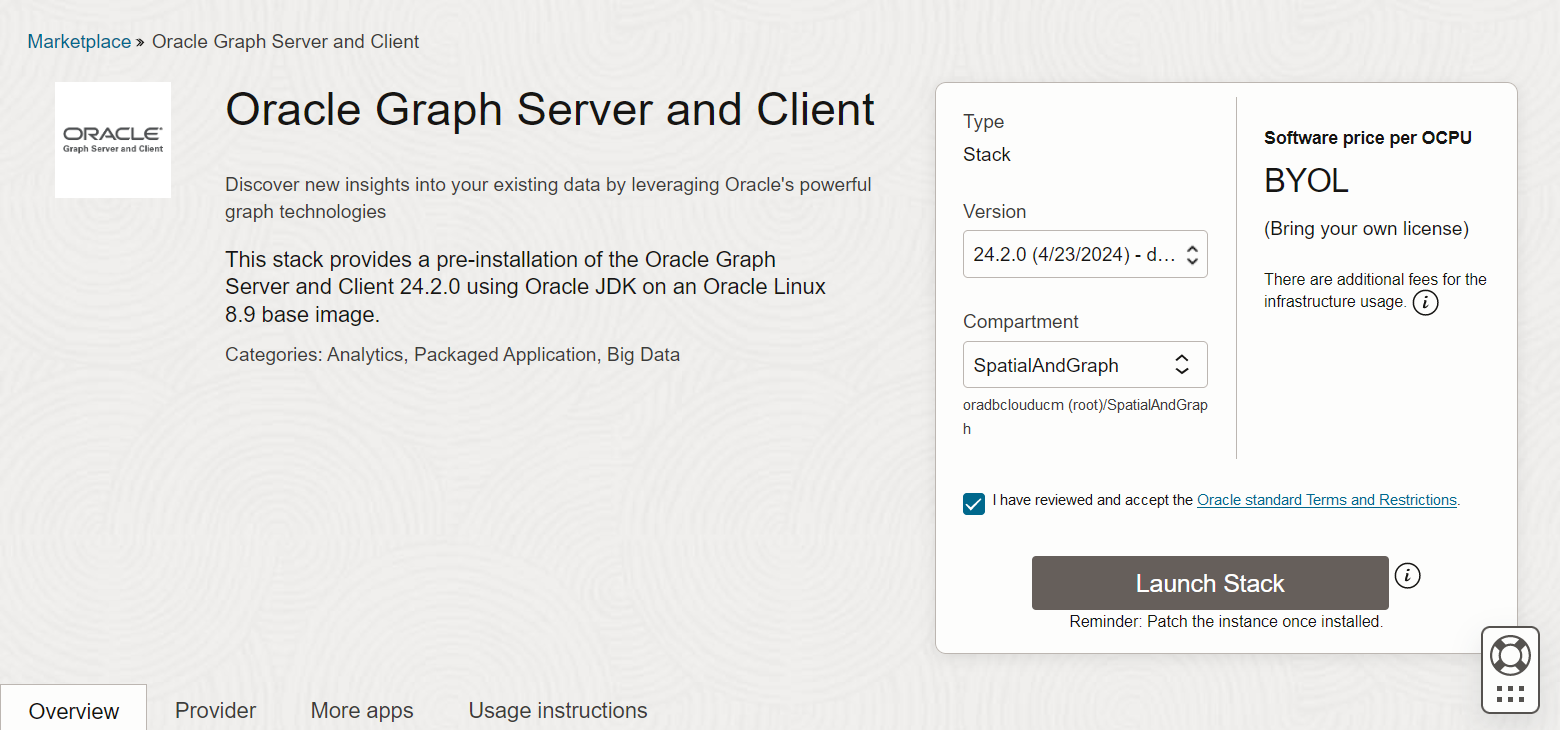 Marketplace » Oracle Graph Server and Client
ORACLE
Graph Server and Client
Oracle Graph Server and Client
Discover new insights into your existing data by leveraging Oracle's powerful
graph technologies
This stack provides a pre-installation of the Oracle Graph
Server and Client 24.2.0 using Oracle JDK on an Oracle Linux
8.9 base image.
Categories: Analytics, Packaged Application, Big Data
Type
Stack
Version
24.2.0 (4/23/2024) - d...
Compartment
SpatialAndGraph
oradbclouducm (root)/SpatialAndGrap
h
Software price per OCPU
BYOL
(Bring your own license)
There are additional fees for the
infrastructure usage. i
I have reviewed and accept the Oracle standard Terms and Restrictions.
Launch Stack i
Reminder: Patch the instance once installed.
Overview Provider More apps Usage instructions